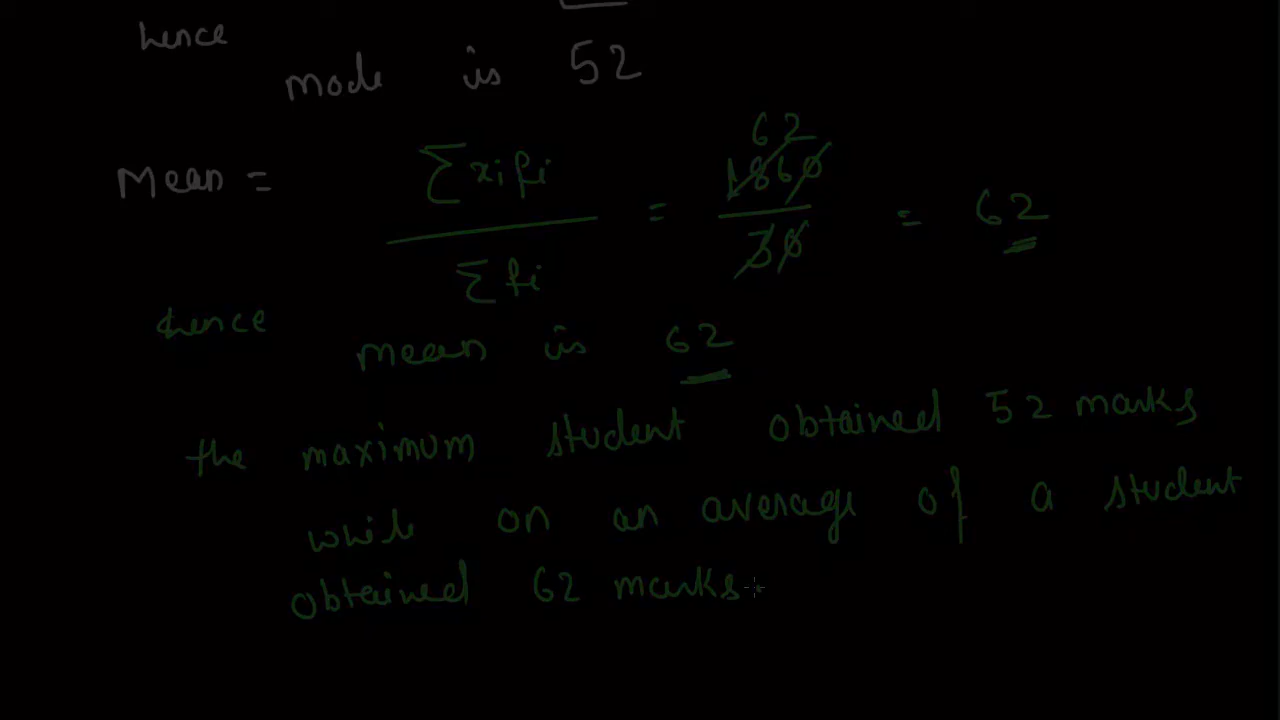 hence
mode is 52
Mean = Σxifi / Σfi = 1860 / 30 = 62
62
hence mean is 62
the maximum student obtained 52 marks
while on an average of a student
obtained 62 marks